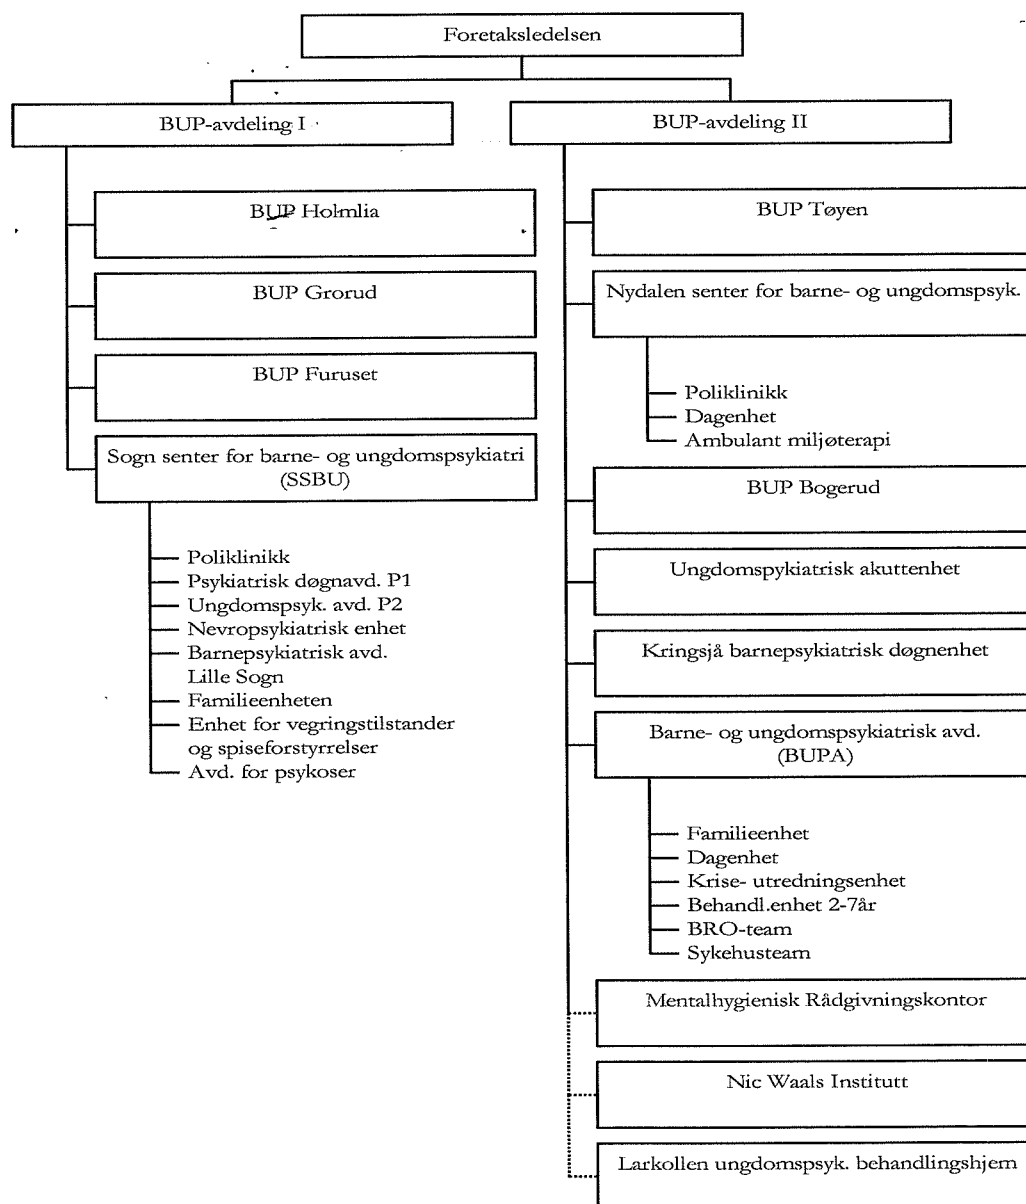 Foretaksledelsen
BUP-avdeling I
BUP Holmlia
BUP Grorud
BUP Furuset
Sogn senter for barne- og ungdomspsykiatri
(SSBU)
Poliklinikk
Psykiatrisk døgnavd. P1
Ungdomspsyk. avd. P2
Nevropsykiatrisk enhet
Barnepsykiatrisk avd.
Lille Sogn
Familieenheten
Enhet for vegringstilstander
og spiseforstyrrelser
Avd. for psykoser
BUP-avdeling II
BUP Tøyen
Nydalen senter for barne- og ungdomspsyk.
Poliklinikk
Dagenhet
Ambulant miljøterapi
BUP Bogerud
Ungdomspykiatrisk akuttenhet
Kringsjå barnepsykiatrisk døgnenhet
Barne- og ungdomspsykiatrisk avd.
(BUPA)
Familieenhet
Dagenhet
Krise- utredningsenhet
Behandl.enhet 2-7år
BRO-team
Sykehusteam
Mentalhygienisk Rådgivningskontor
Nic Waals Institutt
Larkollen ungdomspsyk. behandlingshjem